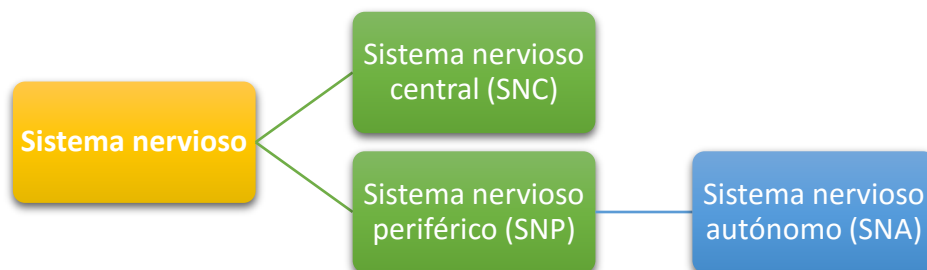 Sistema nervioso
Sistema nervioso
central (SNC)
Sistema nervioso
periférico (SNP)
Sistema nervioso
autónomo (SNA)